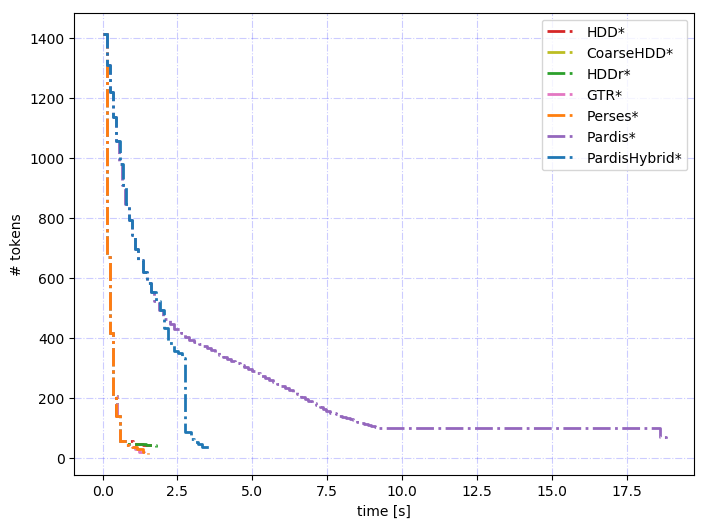 HDD*
CoarseHDD*
HDDr*
GTR*
Perses*
Pardis*
PardisHybrid*
# tokens
1400
1200
1000
800
600
400
200
0
0.0 2.5 5.0 7.5 10.0 12.5 15.0 17.5
time [s]